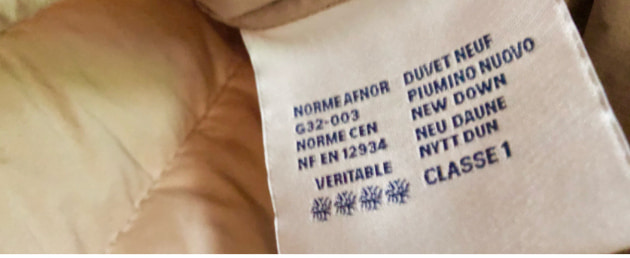 NORME AFNOR
G32-003
NORME CEN
NF EN 12934
VERITABLE
DUVET NEUF
PIUMINO NUOVO
NEW DOWN
NEU DAUNE
NYTT DUN
CLASSE 1